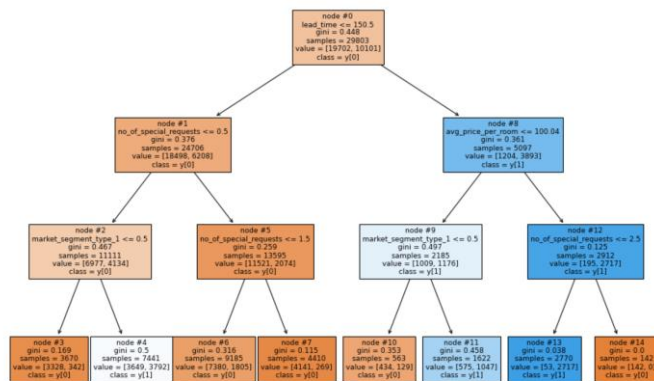 node #0
lead_time <= 150.5
gini = 0.448
samples = 29803
value = [19702, 10101]
class = y[0]
node #1
no_of_special_requests <= 0.5
gini = 0.376
samples = 24706
value = [18498, 6208]
class = y[0]
node #8
avg_price_per_room <= 100.04
gini = 0.361
samples = 5097
value = [1204, 3893]
class = y[1]
node #2
market_segment_type_1 <= 0.5
gini = 0.467
samples = 11111
value = [6977, 4134]
class = y[0]
node #5
no_of_special_requests <= 1.5
gini = 0.259
samples = 13595
value = [11521, 2074]
class = y[0]
node #9
market_segment_type_1 <= 0.5
gini = 0.497
samples = 2185
value = [1009, 1176]
class = y[1]
node #12
no_of_special_requests <= 2.5
gini = 0.125
samples = 2912
value = [195, 2717]
class = y[1]
node #3
gini = 0.169
samples = 3670
value = [3328, 342]
class = y[0]
node #4
gini = 0.5
samples = 7441
value = [3649, 3792]
class = y[1]
node #6
gini = 0.316
samples = 9185
value = [7380, 1805]
class = y[0]
node #7
gini = 0.115
samples = 4410
value = [4141, 269]
class = y[0]
node #10
gini = 0.353
samples = 563
value = [434, 129]
class = y[0]
node #11
gini = 0.458
samples = 1622
value = [575, 1047]
class = y[1]
node #13
gini = 0.038
samples = 2770
value = [53, 2717]
class = y[1]
node #14
gini = 0.0
samples = 142
value = [142, 0]
class = y[0]